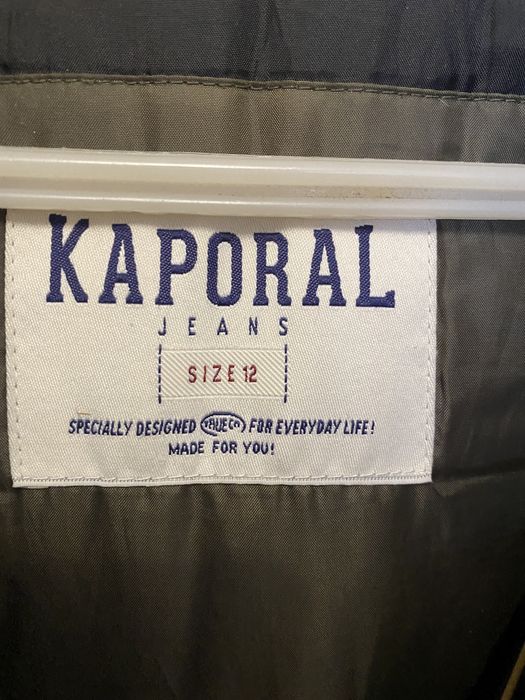 KAPORAL
JEANS
SIZE 12
SPECIALLY DESIGNED FOR EVERYDAY LIFE!
MADE FOR YOU!